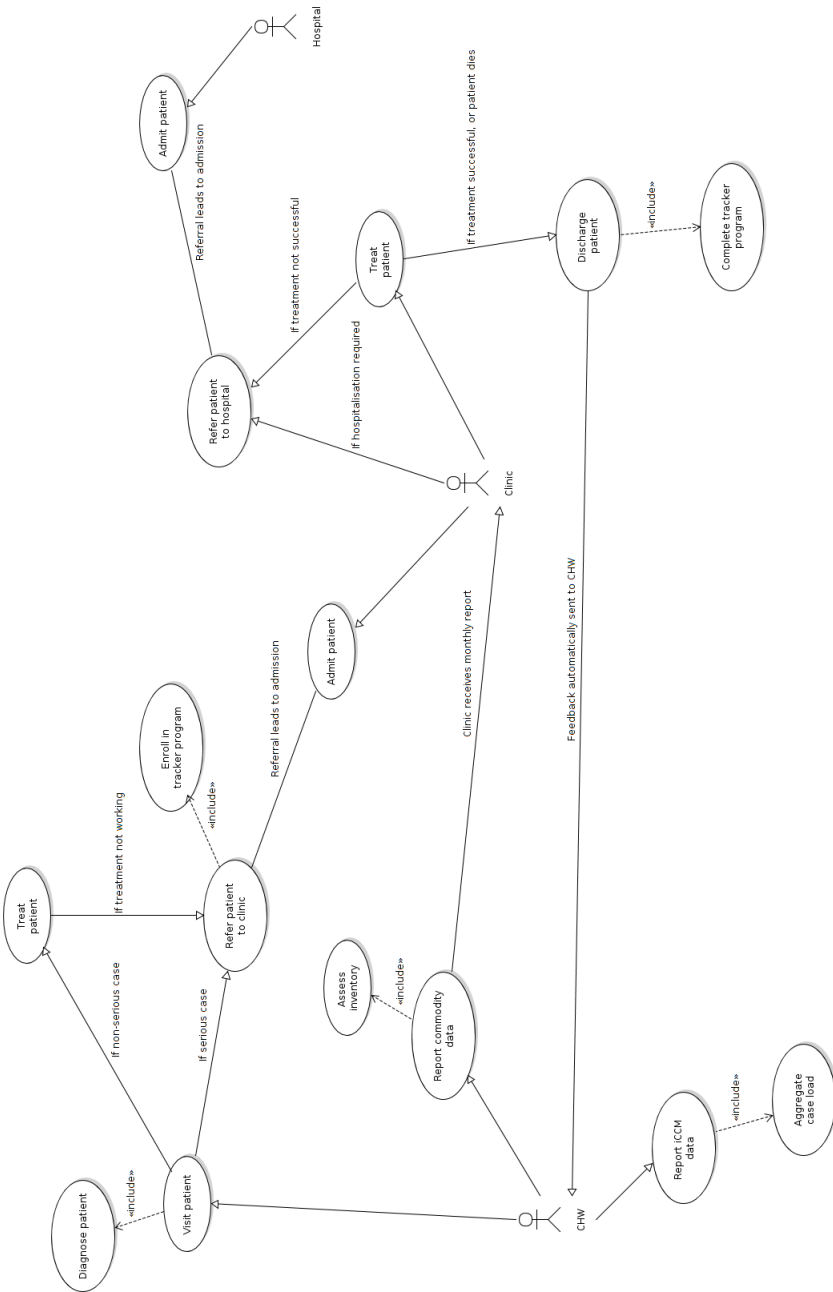 Diagnose patient
«include»
Visit patient
If non-serious case
If serious case
Treat
patient
If treatment not working
Refer patient
to clinic
«include»
Enroll in
tracker program
Referral leads to admission
Admit patient
CHW
Report commodity
data
«include»
Assess
inventory
Clinic receives monthly report
Report iCCM
data
«include»
Aggregate
case load
Feedback automatically sent to CHW
Clinic
If hospitalisation required
Refer patient
to hospital
If treatment not successful
Treat
patient
Referral leads to admission
Admit patient
Hospital
If treatment successful, or patient dies
Discharge
patient
«include»
Complete tracker
program